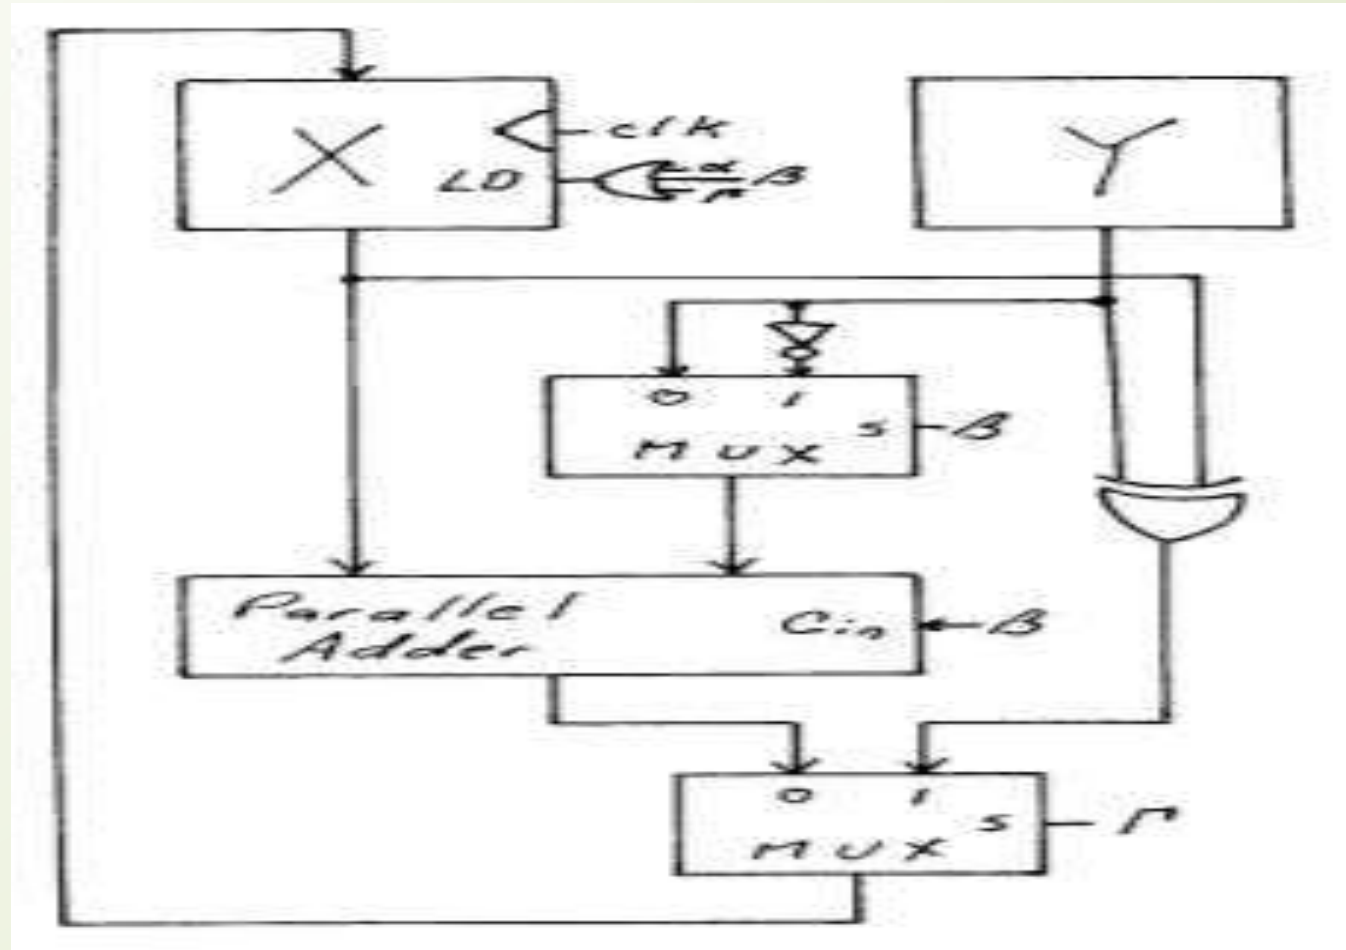 X
clk
LD
α
β
Γ
Y
0 1
S β
MUX
Parallel
Adder
Cin β
0 1
S Γ
MUX